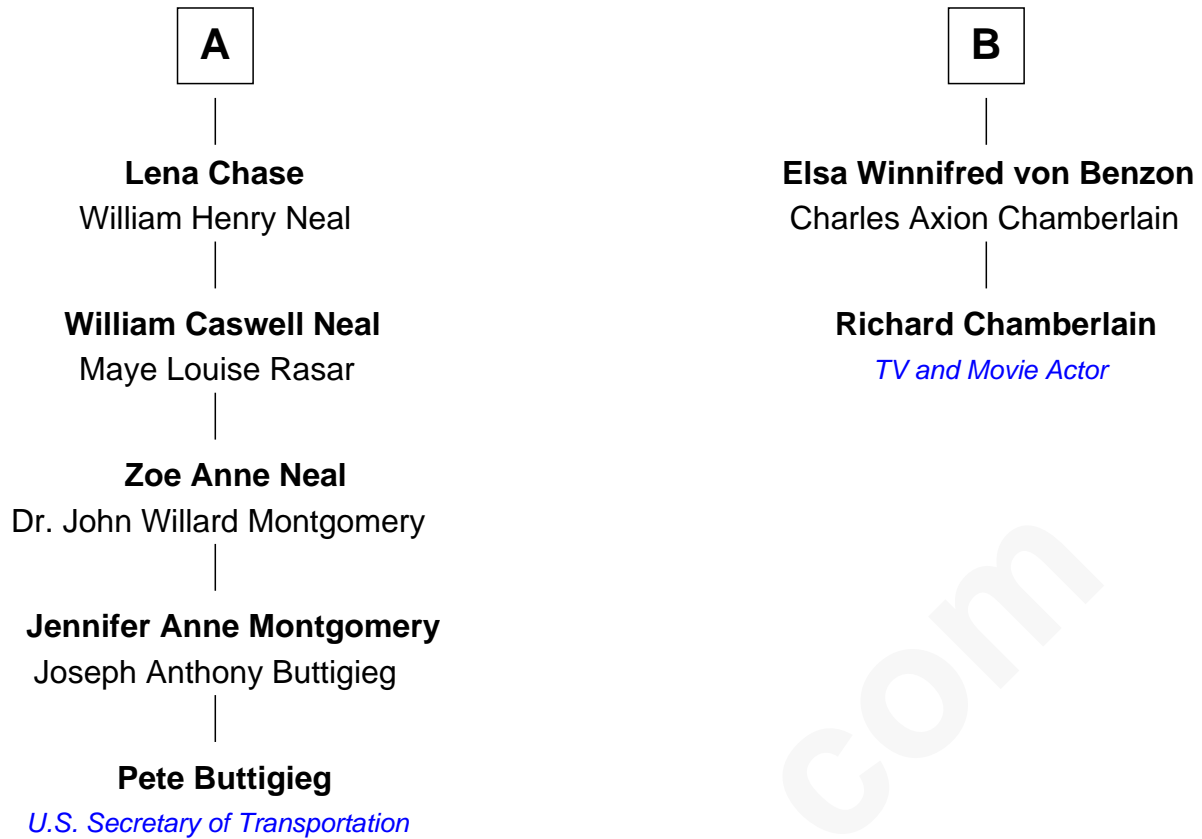 A
Lena Chase
William Henry Neal
William Caswell Neal
Maye Louise Rasar
Zoe Anne Neal
Dr. John Willard Montgomery
Jennifer Anne Montgomery
Joseph Anthony Buttigieg
Pete Buttigieg
U.S. Secretary of Transportation
B
Elsa Winnifred von Benzon
Charles Axion Chamberlain
Richard Chamberlain
TV and Movie Actor
com